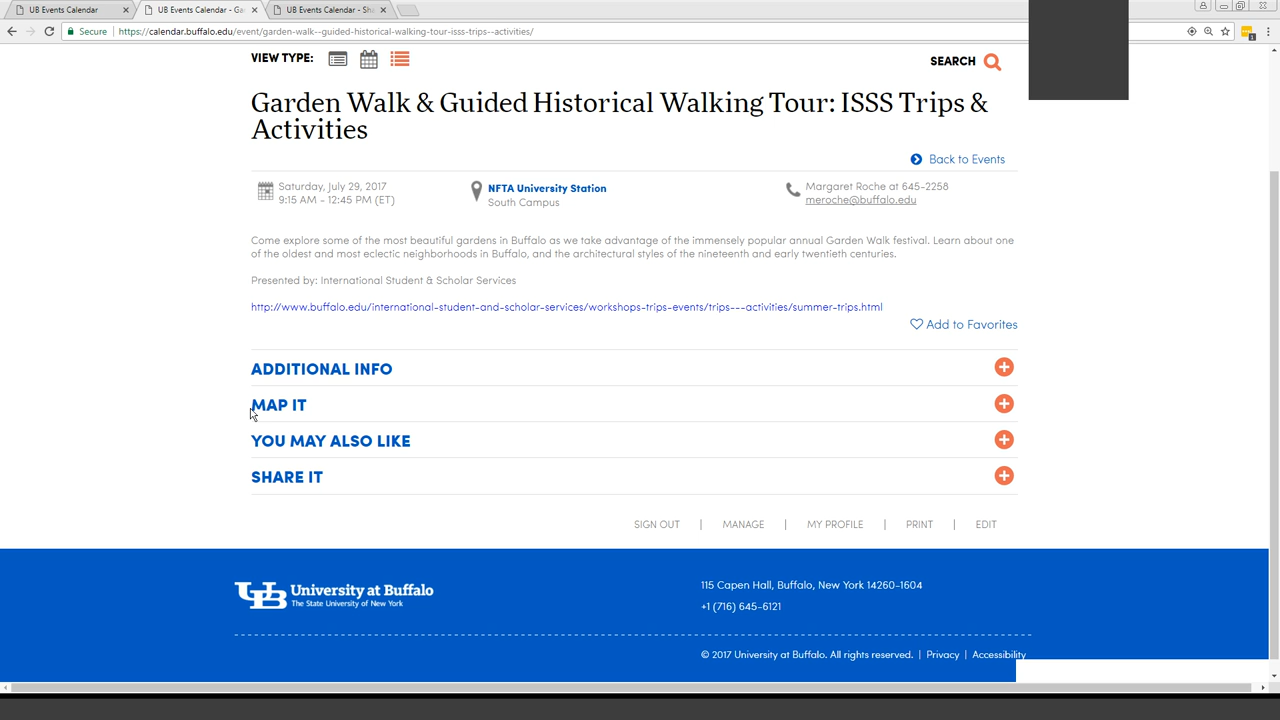 UB Events Calendar
UB Events Calendar - Ga
UB Events Calendar - Sh
Secure
https://calendar.buffalo.edu/event/garden-walk--guided-historical-walking-tour-isss-trips--activities/
VIEW TYPE:
SEARCH
Garden Walk & Guided Historical Walking Tour: ISSS Trips &
Activities
Back to Events
Saturday, July 29, 2017
9:15 AM - 12:45 PM (ET)
NFTA University Station
South Campus
Margaret Roche at 645-2258
meroche@buffalo.edu
Come explore some of the most beautiful gardens in Buffalo as we take advantage of the immensely popular annual Garden Walk festival. Learn about one
of the oldest and most eclectic neighborhoods in Buffalo, and the architectural styles of the nineteenth and early twentieth centuries.
Presented by: International Student & Scholar Services
http://www.buffalo.edu/international-student-and-scholar-services/workshops-trips-events/trips---activities/summer-trips.html
Add to Favorites
ADDITIONAL INFO
MAP IT
YOU MAY ALSO LIKE
SHARE IT
SIGN OUT | MANAGE | MY PROFILE | PRINT | EDIT
UB University at Buffalo
The State University of New York
115 Capen Hall, Buffalo, New York 14260-1604
+1 (716) 645-6121
© 2017 University at Buffalo. All rights reserved. | Privacy | Accessibility